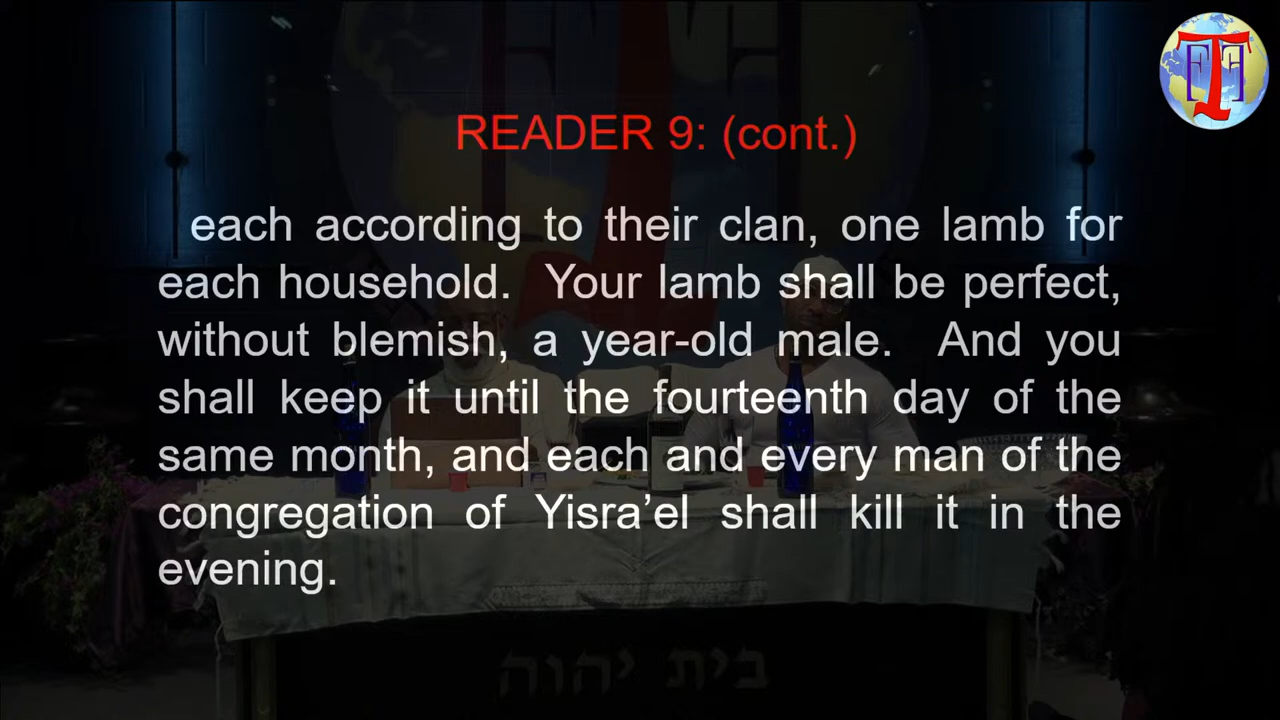 READER 9: (cont.)
each according to their clan, one lamb for
each household. Your lamb shall be perfect,
without blemish, a year-old male. And you
shall keep it until the fourteenth day of the
same month, and each and every man of the
congregation of Yisra’el shall kill it in the
evening.
בית יהוה